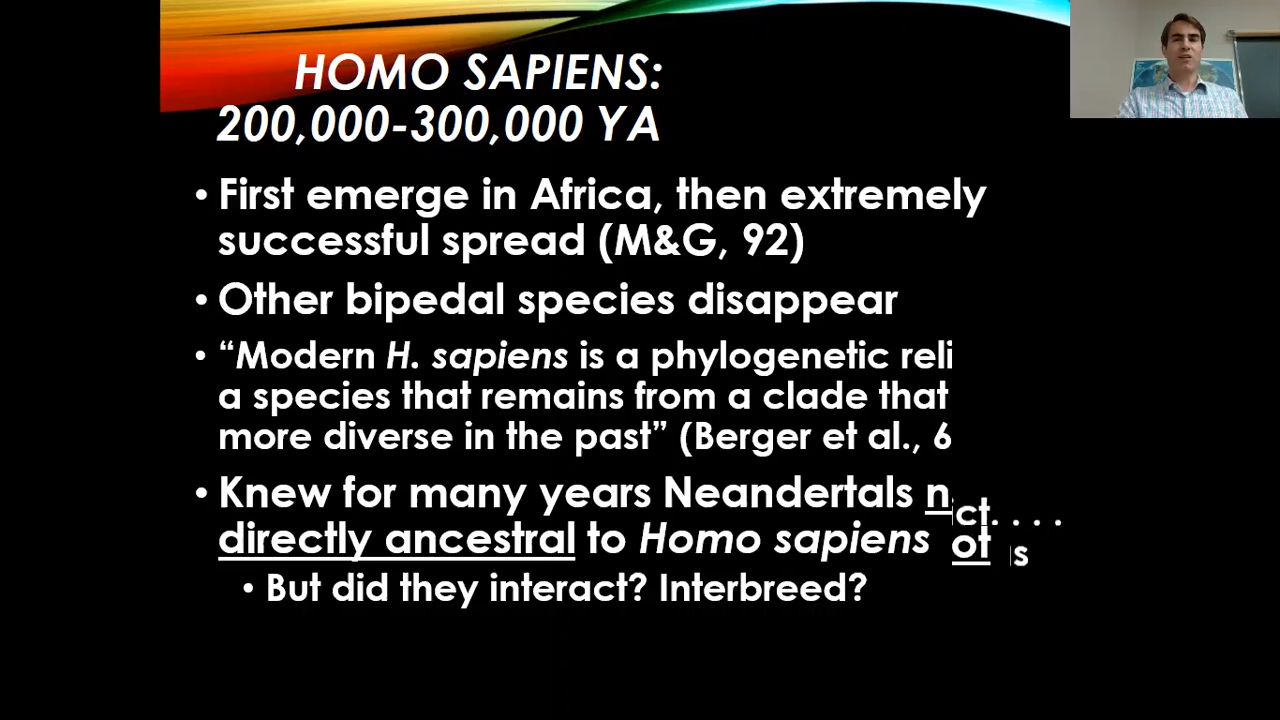 HOMO SAPIENS:
200,000-300,000 YA
• First emerge in Africa, then extremely
successful spread (M&G, 92)
• Other bipedal species disappear
• “Modern H. sapiens is a phylogenetic reli
a species that remains from a clade that
more diverse in the past” (Berger et al., 6
• Knew for many years Neandertals n
ct. . . .
directly ancestral to Homo sapiens
ot s
• But did they interact? Interbreed?